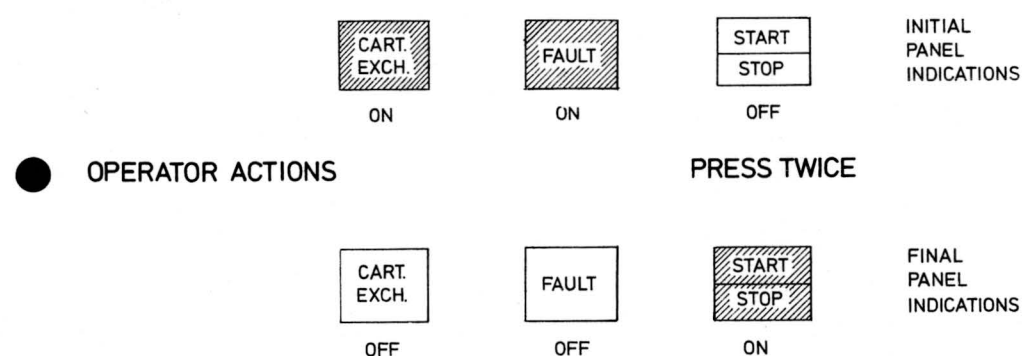 CART.
EXCH.
FAULT
START
STOP
INITIAL
PANEL
INDICATIONS
ON
ON
OFF
OPERATOR ACTIONS
PRESS TWICE
CART.
EXCH.
FAULT
START
STOP
FINAL
PANEL
INDICATIONS
OFF
OFF
ON